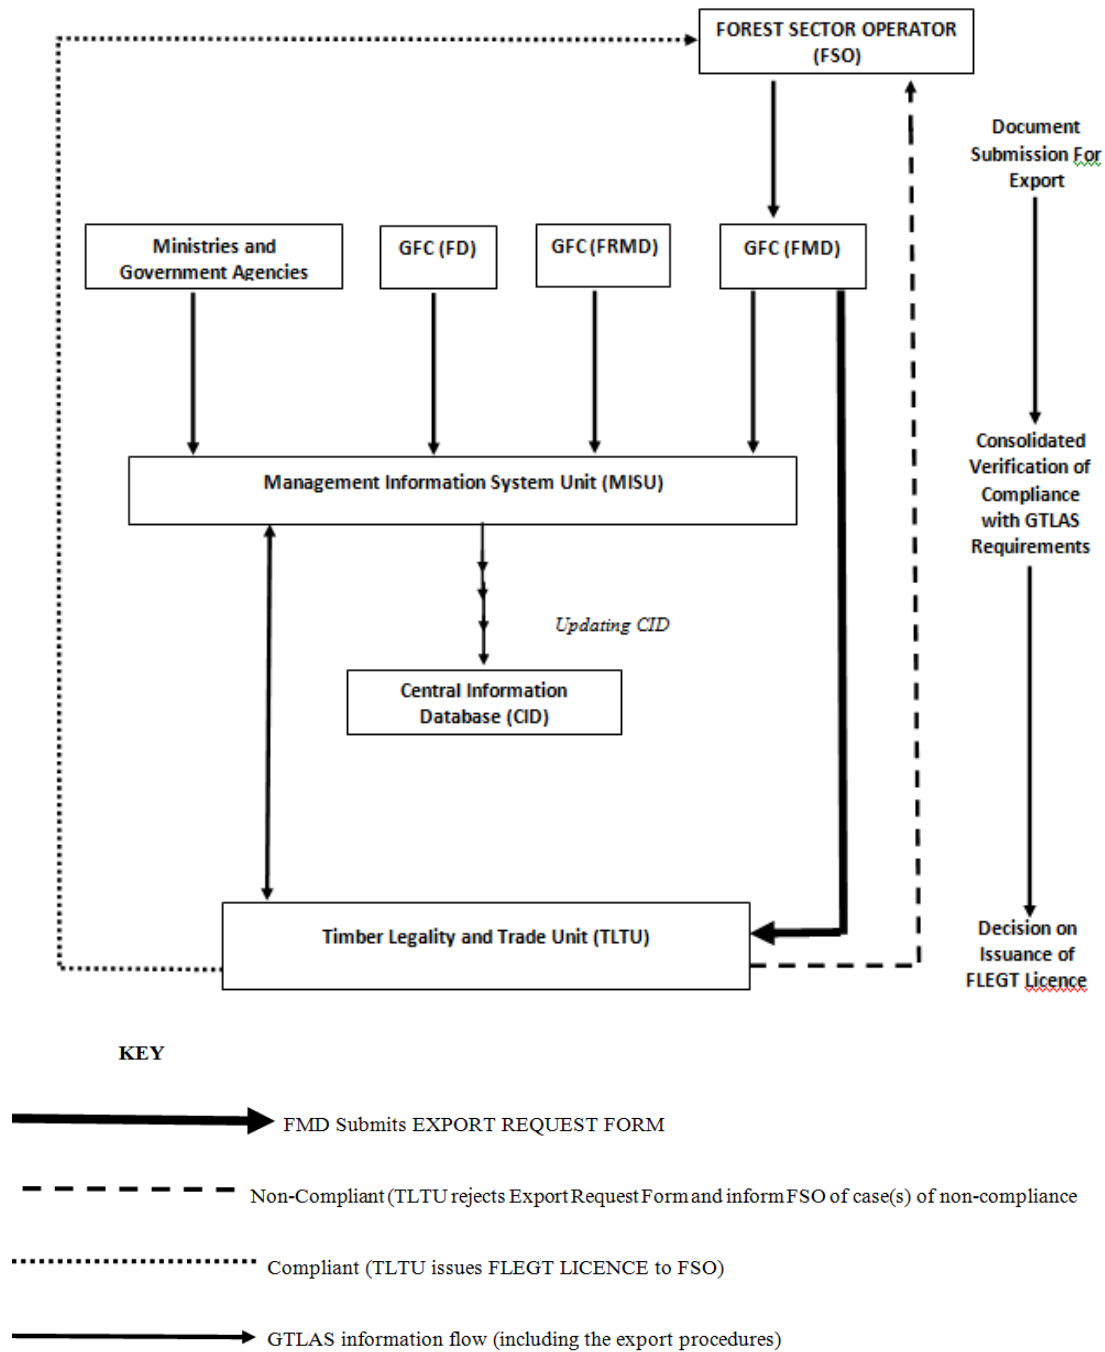 FOREST SECTOR OPERATOR
(FSO)
Document
Submission For
Export
Ministries and
Government Agencies
GFC (FD)
GFC (FRMD)
GFC (FMD)
Consolidated
Verification of
Compliance
with GTLAS
Requirements
Management Information System Unit (MISU)
Updating CID
Central Information
Database (CID)
Timber Legality and Trade Unit (TLTU)
Decision on
Issuance of
FLEGT Licence
KEY
FMD Submits EXPORT REQUEST FORM
Non-Compliant (TLTU rejects Export Request Form and inform FSO of case(s) of non-compliance
Compliant (TLTU issues FLEGT LICENCE to FSO)
GTLAS information flow (including the export procedures)